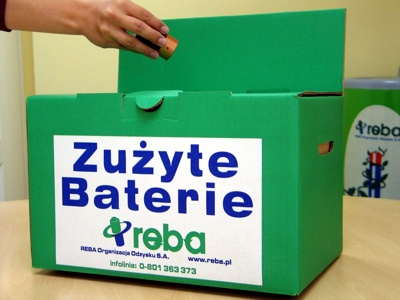 Zużyte
Baterie
reba
REBA Organizacja Odzysku S.A.
www.reba.pl
infolinia: 0-801 363 373
reba